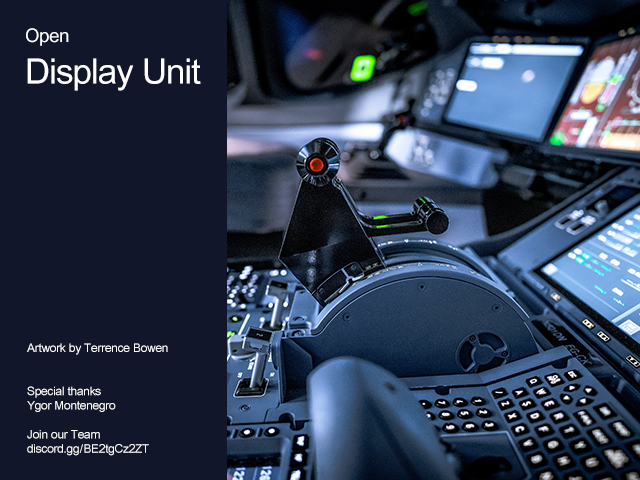 Open
Display Unit
Artwork by Terrence Bowen
Special thanks
Ygor Montenegro
Join our Team
discord.gg/BE2tgCz2ZT